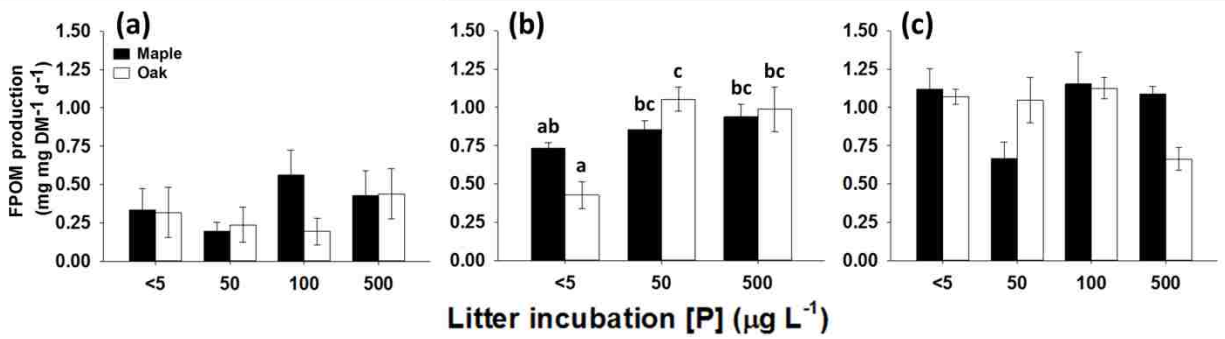 (a)
(b)
(c)
FPOM production
(mg mg DM⁻¹ d⁻¹)
1.50
1.25
1.00
0.75
0.50
0.25
0.00
Maple
Oak
<5 50 100 500
1.50
1.25
1.00
0.75
0.50
0.25
0.00
ab a bc c bc bc
<5 50 500
1.50
1.25
1.00
0.75
0.50
0.25
0.00
<5 50 100 500
Litter incubation [P] (µg L⁻¹)